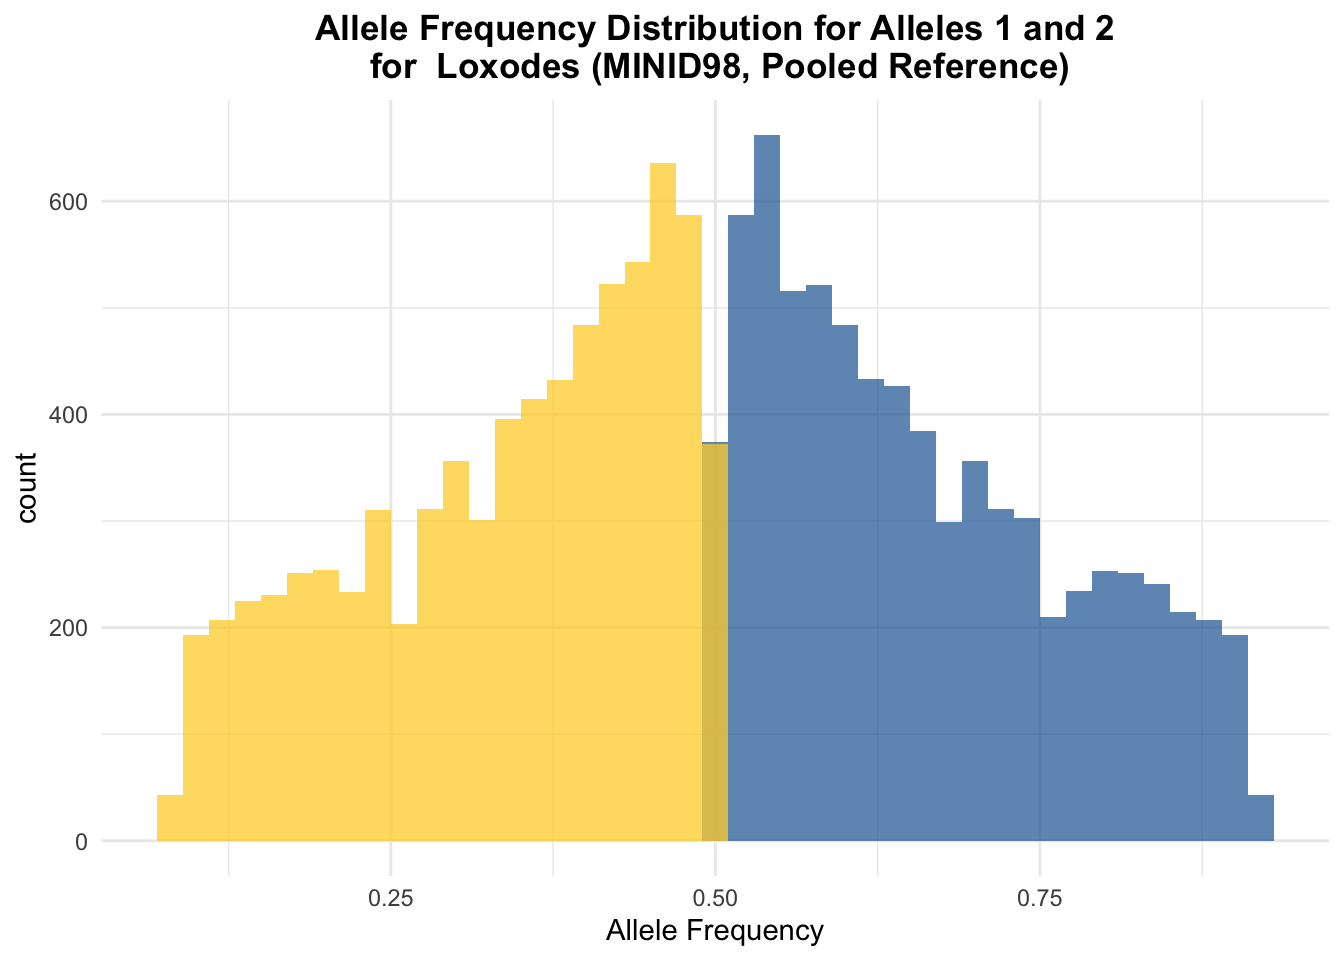 Allele Frequency Distribution for Alleles 1 and 2
for  Loxodes (MINID98, Pooled Reference)
600
400
200
0
count
0.25 0.50 0.75
Allele Frequency